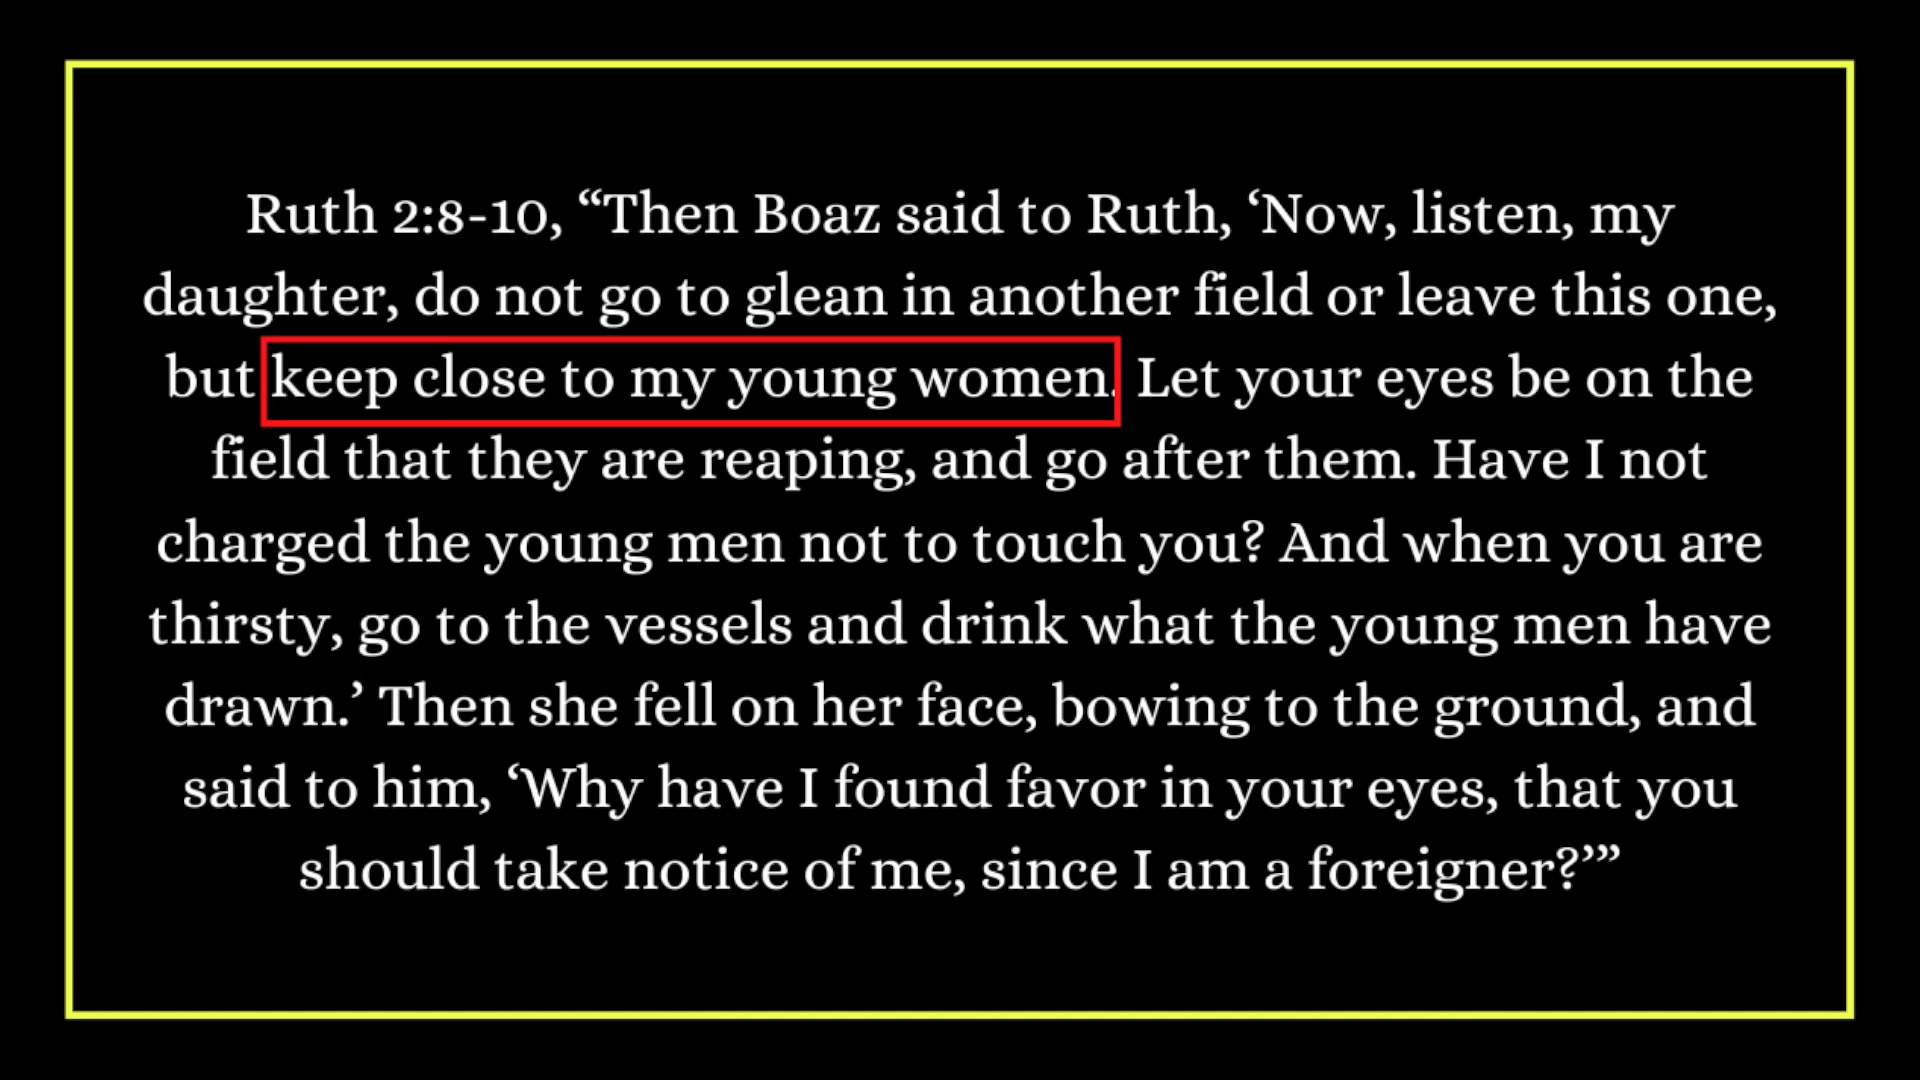 Ruth 2:8-10, “Then Boaz said to Ruth, ‘Now, listen, my
daughter, do not go to glean in another field or leave this one,
but keep close to my young women. Let your eyes be on the
field that they are reaping, and go after them. Have I not
charged the young men not to touch you? And when you are
thirsty, go to the vessels and drink what the young men have
drawn.’ Then she fell on her face, bowing to the ground, and
said to him, ‘Why have I found favor in your eyes, that you
should take notice of me, since I am a foreigner?’”